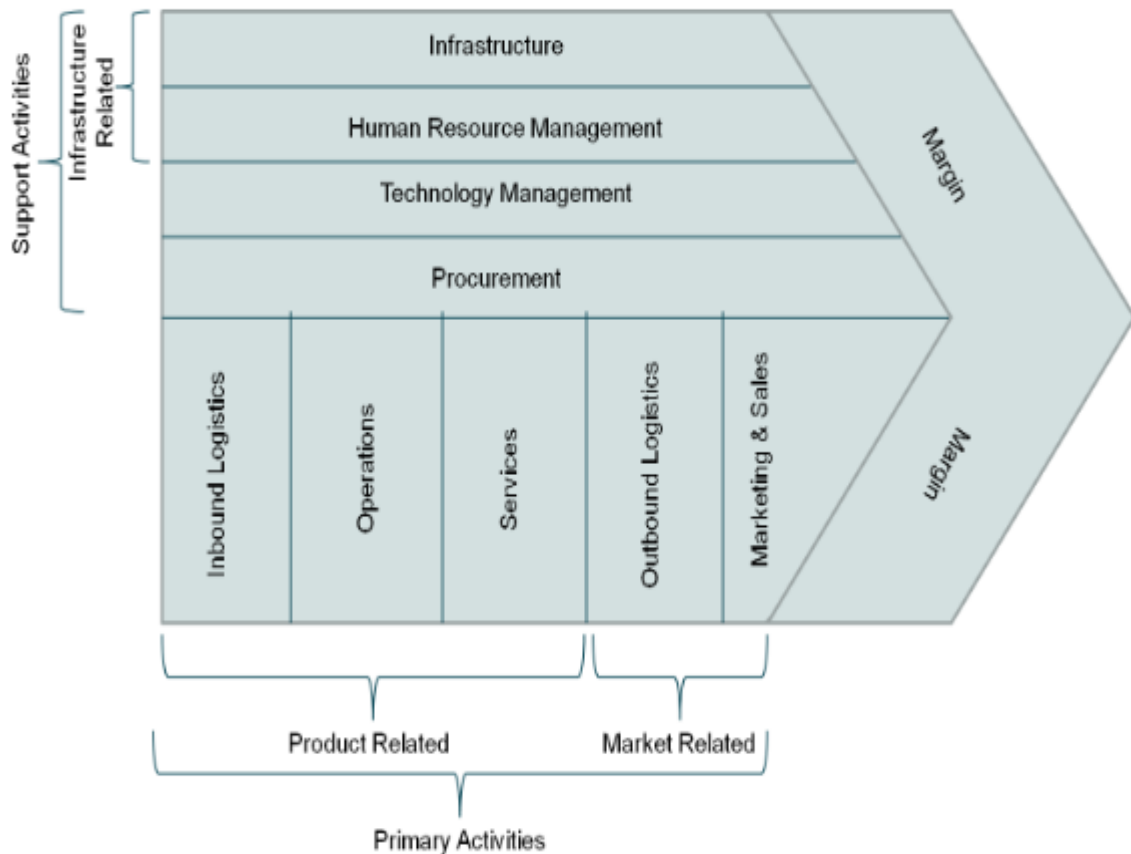 Support Activities
Infrastructure
Related
Infrastructure
Human Resource Management
Technology Management
Procurement
Margin
Inbound Logistics
Operations
Services
Outbound Logistics
Marketing & Sales
Margin
Product Related
Market Related
Primary Activities